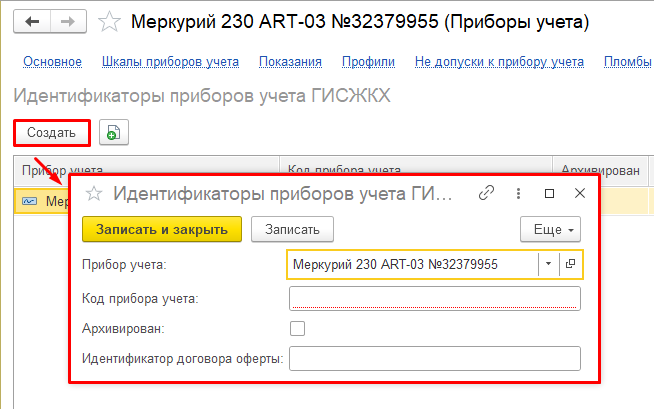 Меркурий 230 ART-03 №32379955 (Приборы учета)
Основное Шкалы приборов учета Показания Профили Не допуски к прибору учета Пломбы
Идентификаторы приборов учета ГИСЖКХ
Создать
Прибор учета Код прибора учета Архивирован
Мер
Идентификаторы приборов учета ГИ...
Записать и закрыть Записать Еще
Прибор учета: Меркурий 230 ART-03 №32379955
Код прибора учета:
Архивирован:
Идентификатор договора оферты: